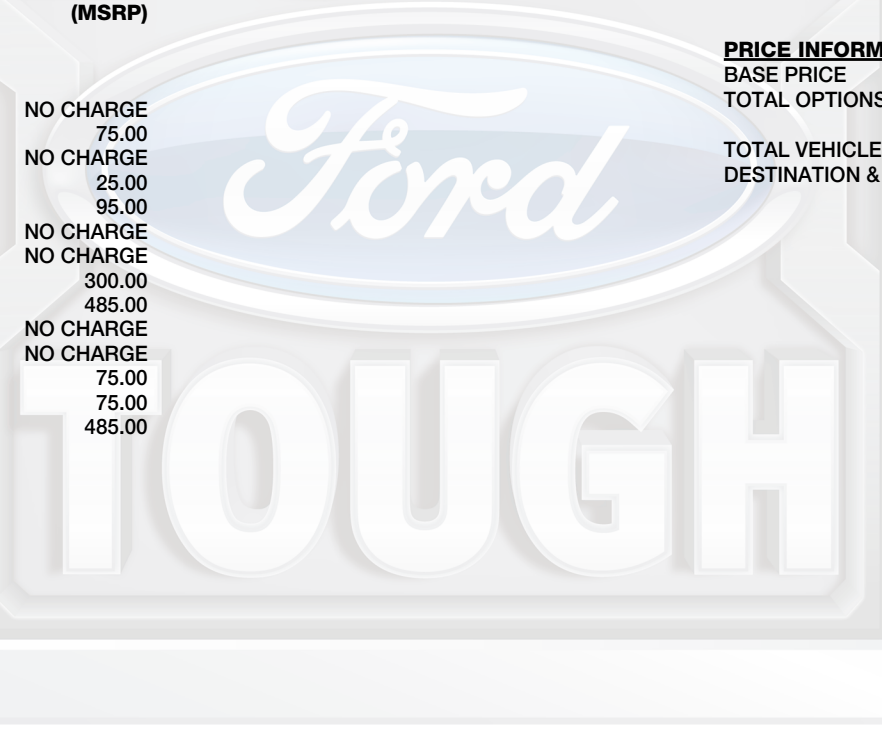 (MSRP)
PRICE INFORM
BASE PRICE
TOTAL OPTIONS
TOTAL VEHICLE
DESTINATION &
NO CHARGE
75.00
NO CHARGE
25.00
95.00
NO CHARGE
NO CHARGE
300.00
485.00
NO CHARGE
NO CHARGE
75.00
75.00
485.00
Ford
TOUGH